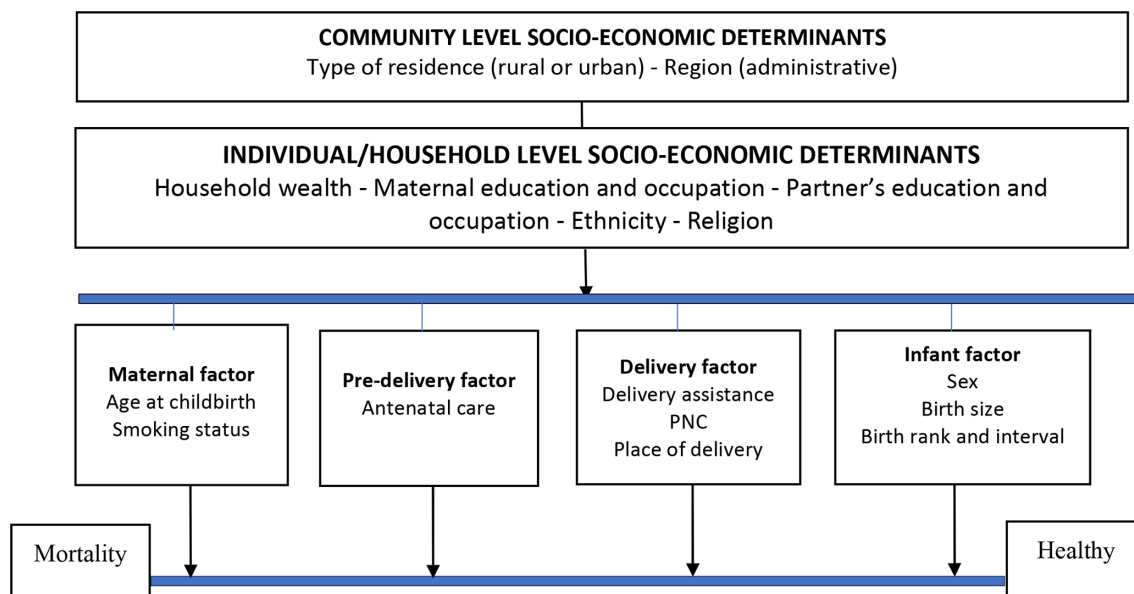 COMMUNITY LEVEL SOCIO-ECONOMIC DETERMINANTS
Type of residence (rural or urban) - Region (administrative)
INDIVIDUAL/HOUSEHOLD LEVEL SOCIO-ECONOMIC DETERMINANTS
Household wealth - Maternal education and occupation - Partner’s education and
occupation - Ethnicity - Religion
Maternal factor
Age at childbirth
Smoking status
Pre-delivery factor
Antenatal care
Delivery factor
Delivery assistance
PNC
Place of delivery
Infant factor
Sex
Birth size
Birth rank and interval
Mortality
Healthy